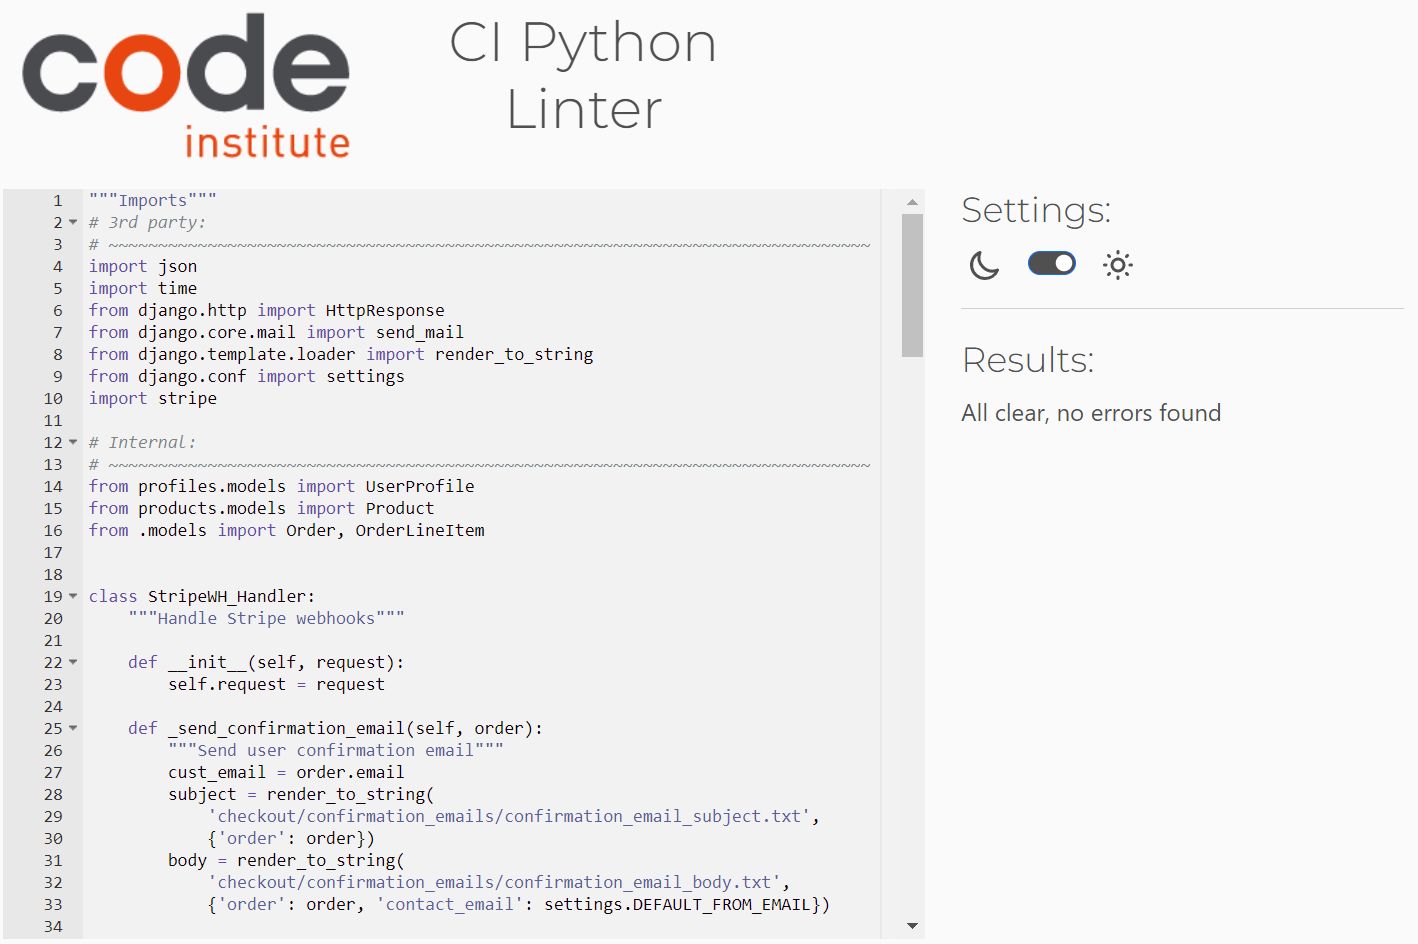 code
institute
CI Python
Linter
1 """Imports"""
2 # 3rd party:
3 # ~~~~~~~~~~~~~~~~~~~~~~~~~~~~~~~~~~~~~~~~~~~~~~~~~~~~~~~~~~~~~~~~~~~~~~~~~~~~~
4 import json
5 import time
6 from django.http import HttpResponse
7 from django.core.mail import send_mail
8 from django.template.loader import render_to_string
9 from django.conf import settings
10 import stripe
11
12 # Internal:
13 # ~~~~~~~~~~~~~~~~~~~~~~~~~~~~~~~~~~~~~~~~~~~~~~~~~~~~~~~~~~~~~~~~~~~~~~~~~~~~~
14 from profiles.models import UserProfile
15 from products.models import Product
16 from .models import Order, OrderLineItem
17
18
19 class StripeWH_Handler:
20     """Handle Stripe webhooks"""
21
22     def __init__(self, request):
23         self.request = request
24
25     def _send_confirmation_email(self, order):
26         """Send user confirmation email"""
27         cust_email = order.email
28         subject = render_to_string(
29             'checkout/confirmation_emails/confirmation_email_subject.txt',
30             {'order': order})
31         body = render_to_string(
32             'checkout/confirmation_emails/confirmation_email_body.txt',
33             {'order': order, 'contact_email': settings.DEFAULT_FROM_EMAIL})
34
Settings:
Results:
All clear, no errors found